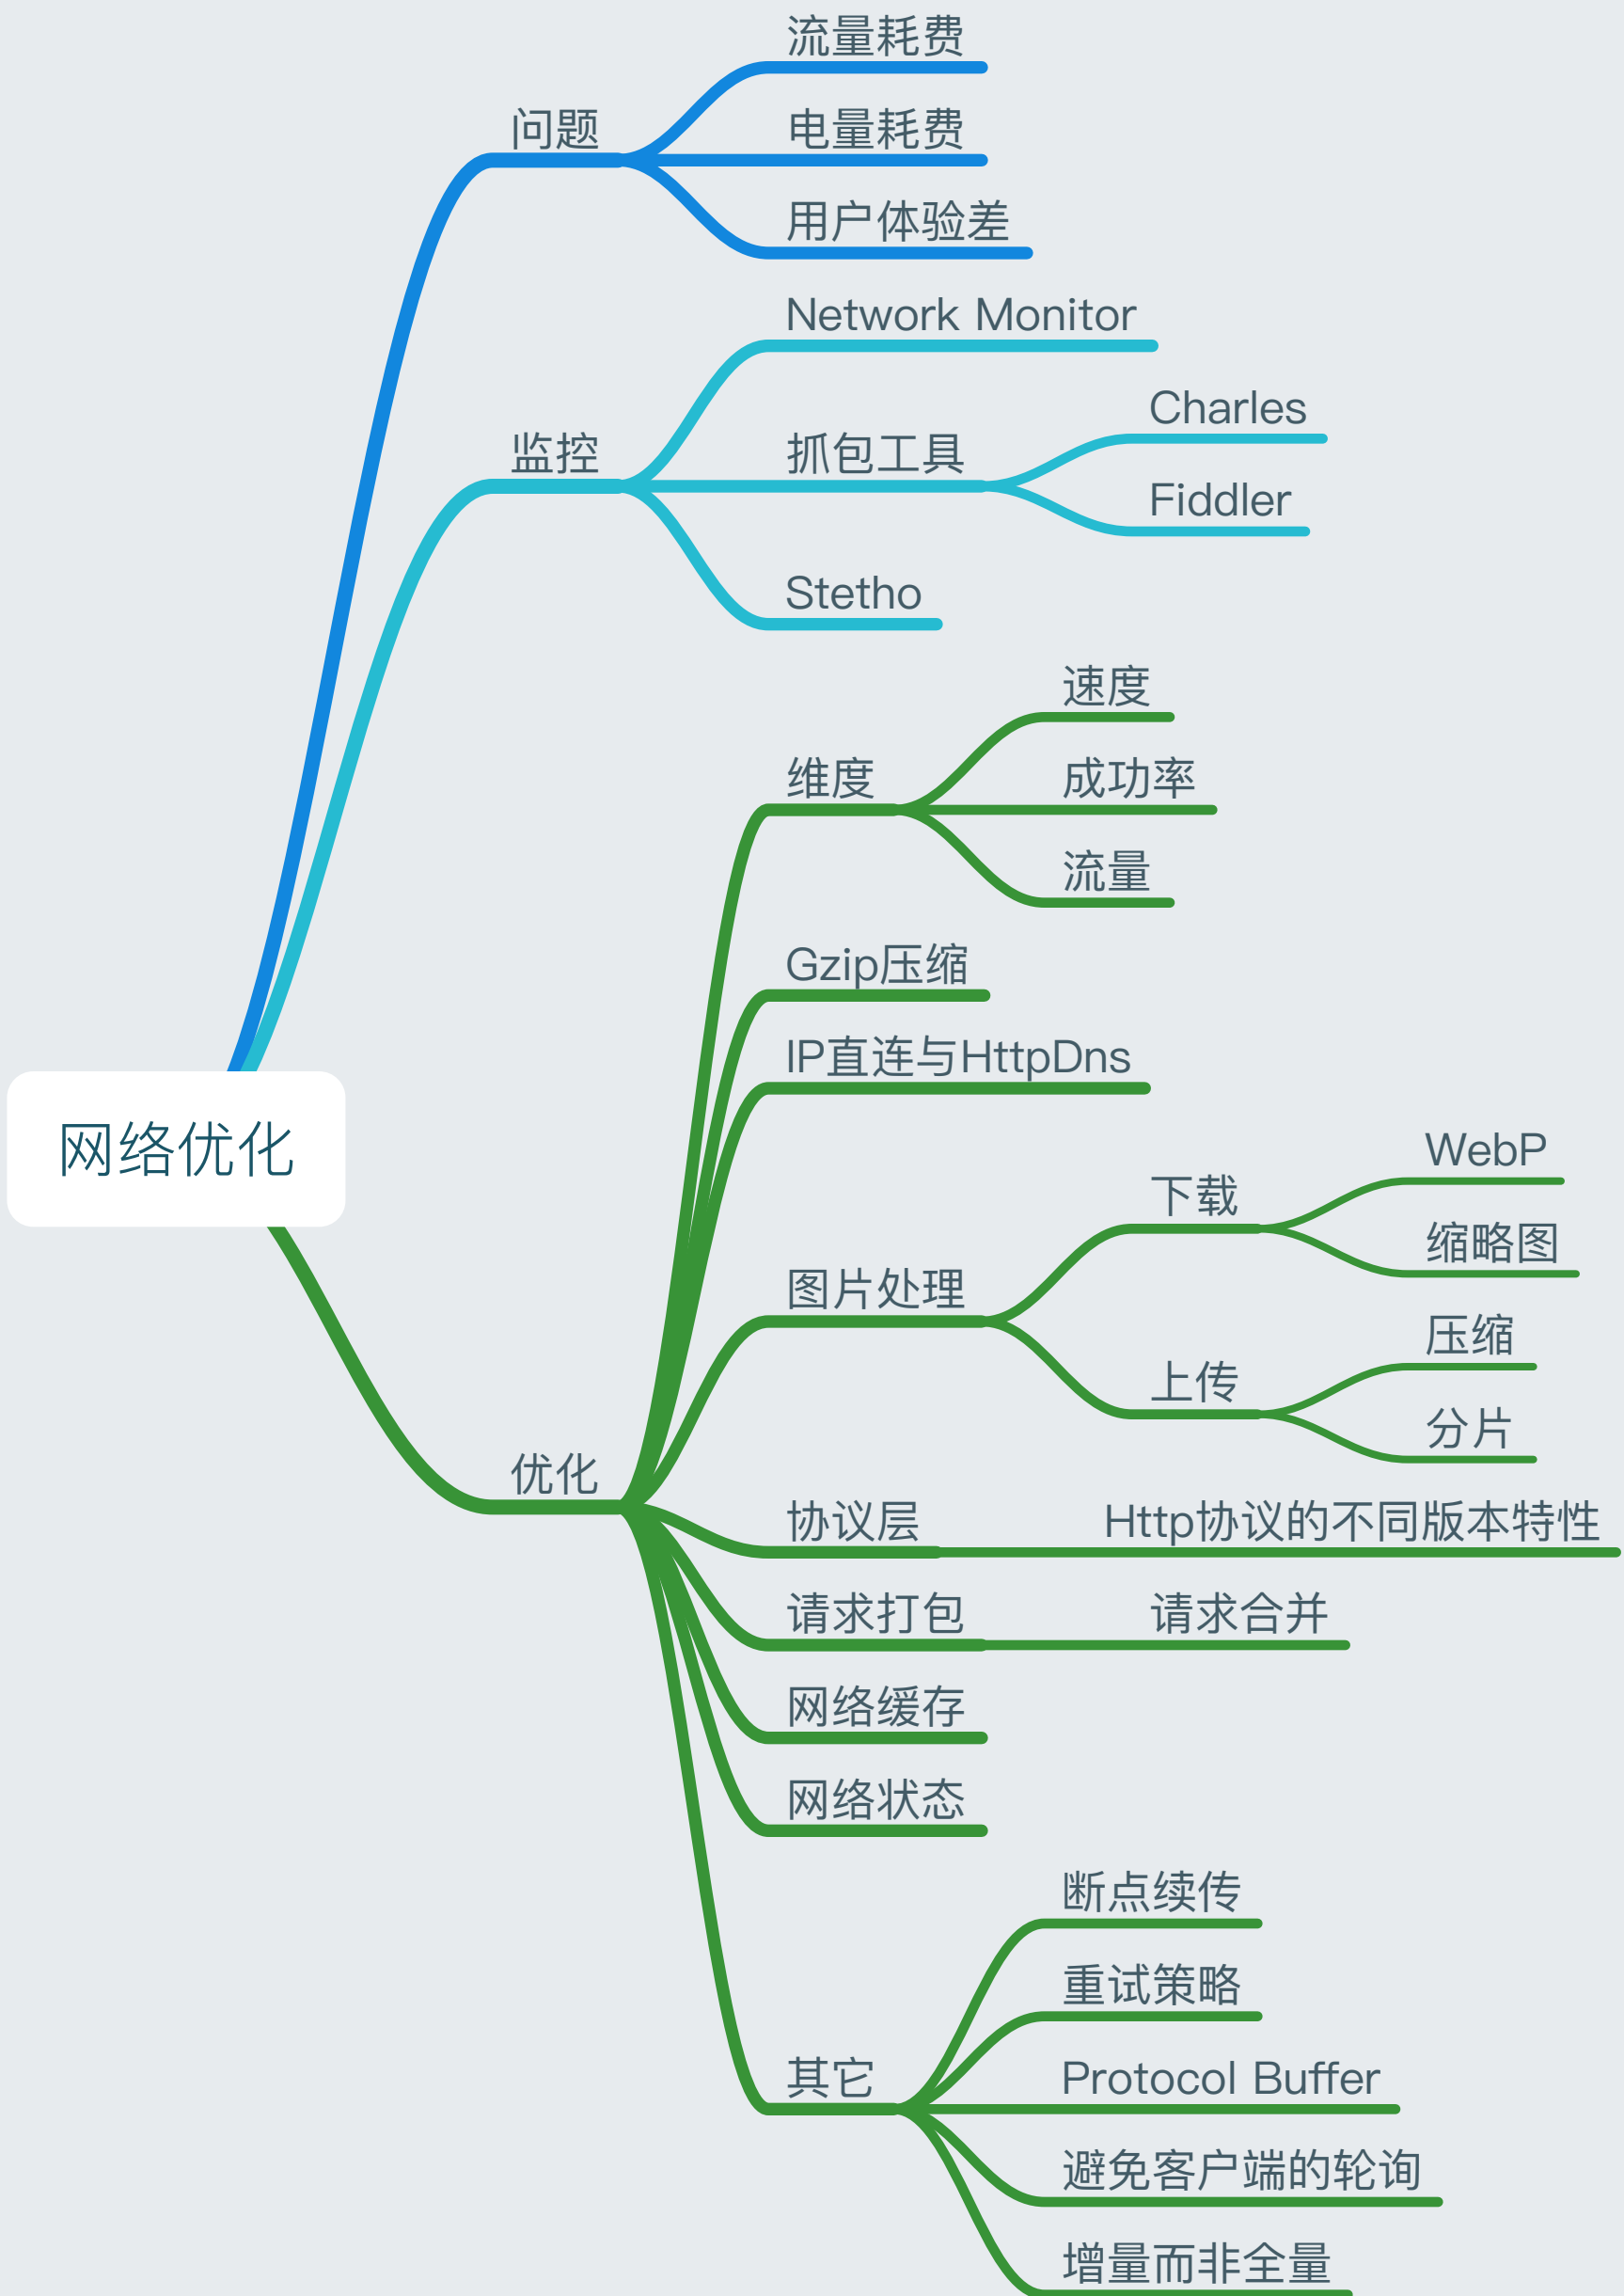 流量耗费
问题
电量耗费
用户体验差
Network Monitor
Charles
监控
抓包工具
Fiddler
Stetho
速度
维度
成功率
流量
Gzip压缩
IP直连与HttpDns
网络优化
WebP
下载
缩略图
图片处理
压缩
上传
分片
优化
协议层
Http协议的不同版本特性
请求打包
请求合并
网络缓存
网络状态
断点续传
重试策略
其它
Protocol Buffer
避免客户端的轮询
增量而非全量